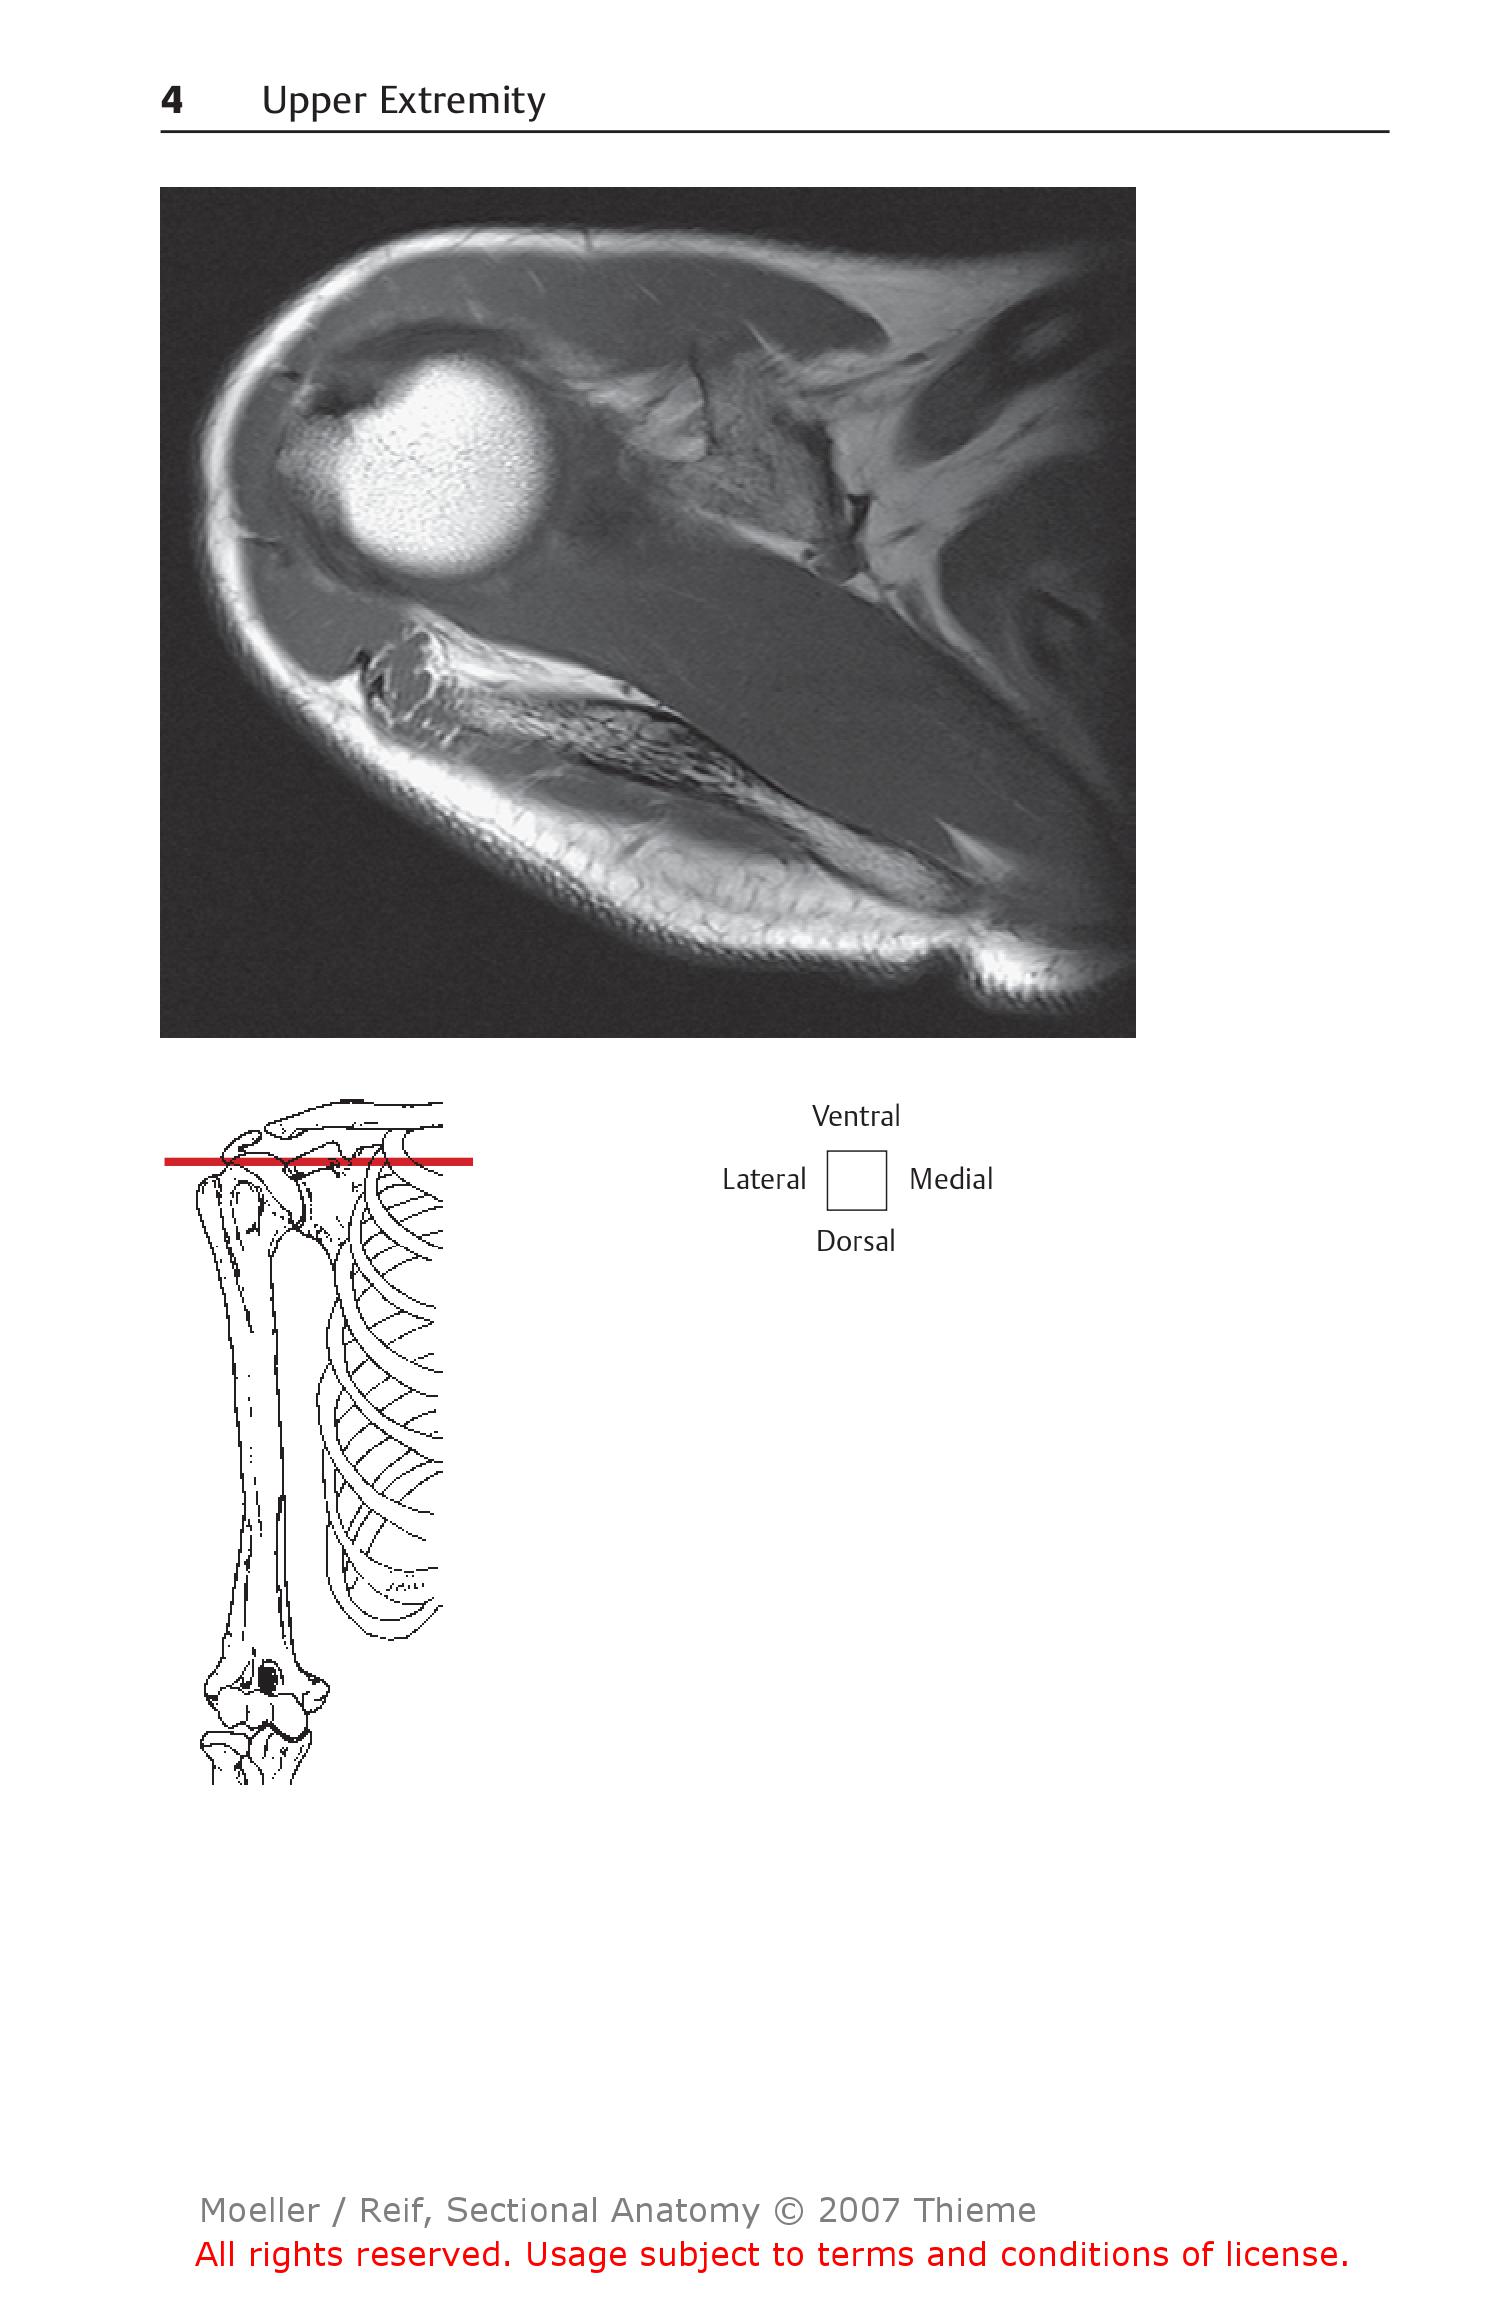 4 Upper Extremity
Ventral
Lateral Medial
Dorsal
Moeller / Reif, Sectional Anatomy © 2007 Thieme
All rights reserved. Usage subject to terms and conditions of license.